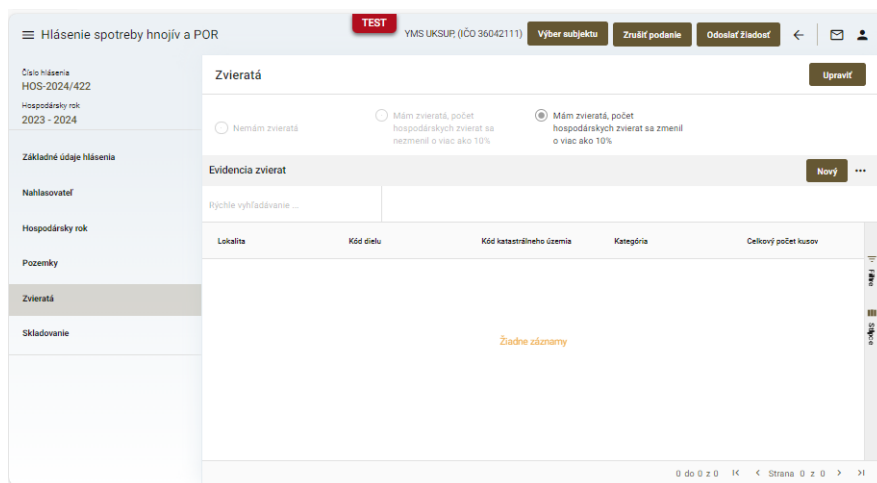 Hlásenie spotreby hnojív a POR
TEST
YMS UKSUP, (IČO 36042111)
Výber subjektu
Zrušiť podanie
Odoslať žiadosť
Číslo hlásenia
HOS-2024/422
Hospodársky rok
2023 - 2024
Základné údaje hlásenia
Nahlasovateľ
Hospodársky rok
Pozemky
Zvieratá
Skladovanie
Zvieratá
Upraviť
Nemám zvieratá
Mám zvieratá, počet
hospodárskych zvierat sa
nezmenil o viac ako 10%
Mám zvieratá, počet
hospodárskych zvierat sa zmenil
o viac ako 10%
Evidencia zvierat
Nový
Rýchle vyhľadávanie ...
Lokalita
Kód dielu
Kód katastrálneho územia
Kategória
Celkový počet kusov
Žiadne záznamy
Filtre
Stĺpce
0 do 0 z 0
Strana 0 z 0